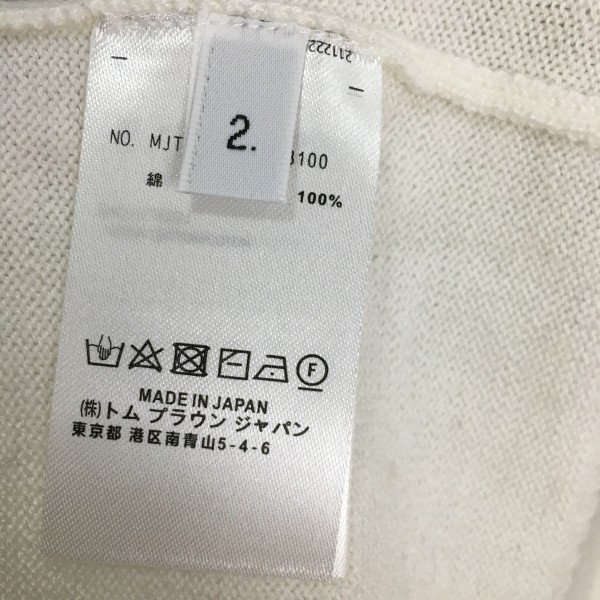 211222
2.
NO. MJT 3100
綿 100%
F
MADE IN JAPAN
(株)トム ブラウン ジャパン
東京都 港区南青山5-4-6